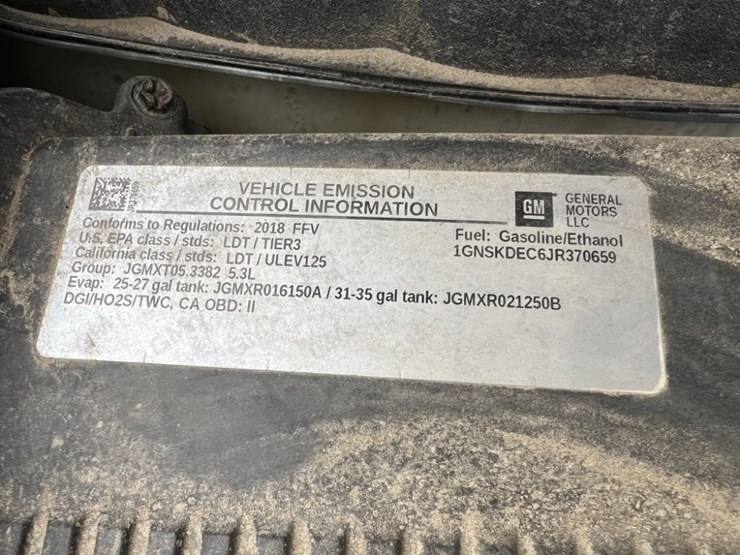 VEHICLE EMISSION
CONTROL INFORMATION
GM
GENERAL
MOTORS
LLC
Conforms to Regulations: 2018 FFV
Fuel: Gasoline/Ethanol
U.S. EPA class / stds: LDT / TIER3
1GNSKDEC6JR370659
California class / stds: LDT / ULEV125
Group: JGMXT05.3382 5.3L
Evap: 25-27 gal tank: JGMXR016150A / 31-35 gal tank: JGMXR021250B
DGI/HO2S/TWC, CA OBD: II